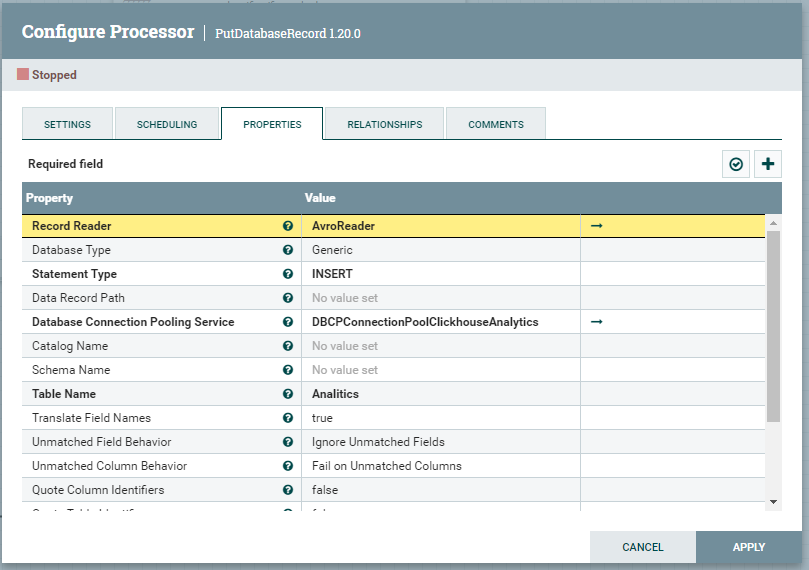 Configure Processor | PutDatabaseRecord 1.20.0
Stopped
SETTINGS SCHEDULING PROPERTIES RELATIONSHIPS COMMENTS
Required field
Property Value
Record Reader AvroReader
Database Type Generic
Statement Type INSERT
Data Record Path No value set
Database Connection Pooling Service DBCPConnectionPoolClickhouseAnalytics
Catalog Name No value set
Schema Name No value set
Table Name Analitics
Translate Field Names true
Unmatched Field Behavior Ignore Unmatched Fields
Unmatched Column Behavior Fail on Unmatched Columns
Quote Column Identifiers false
CANCEL APPLY